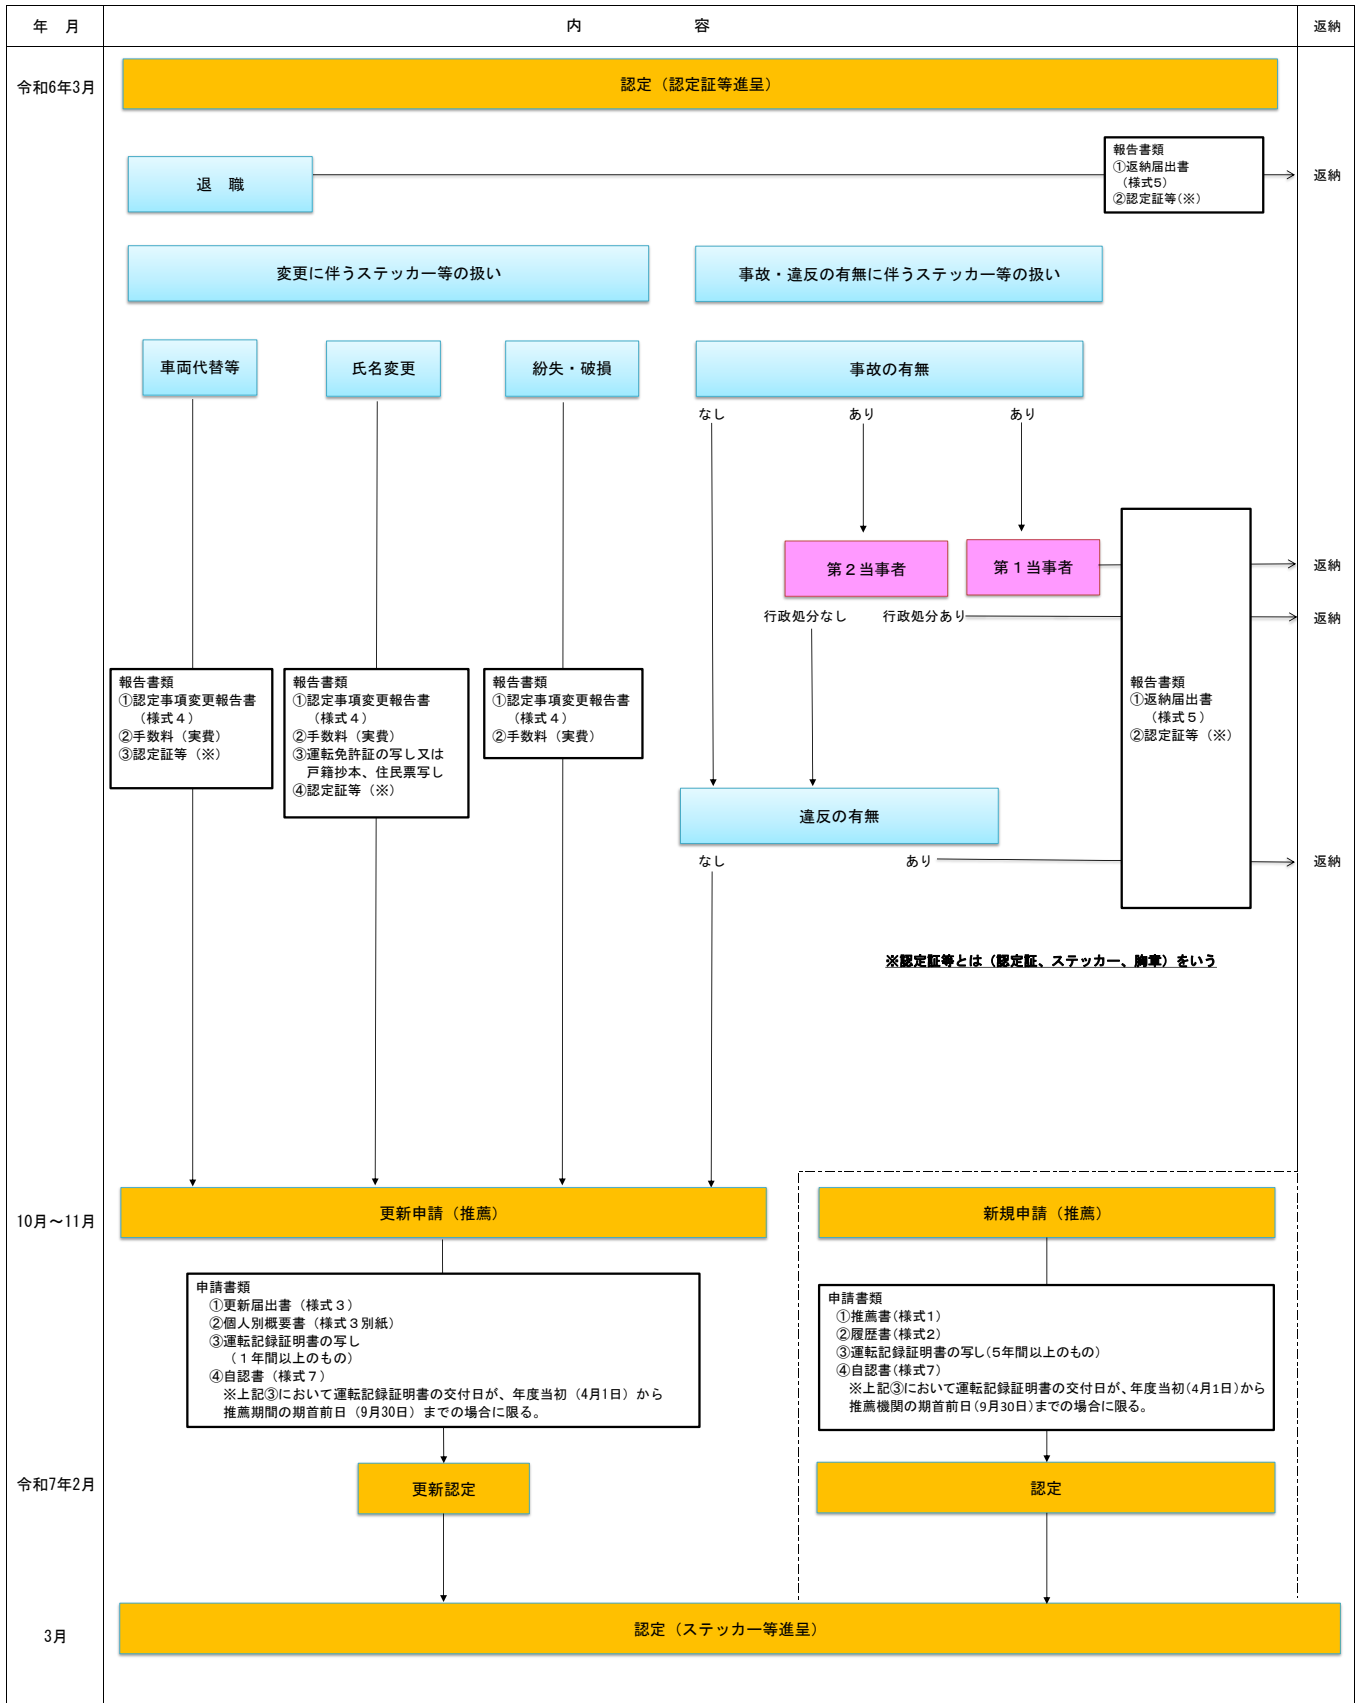 年　月
内　　　　　　　容
返納
令和6年3月
認定（認定証等進呈）
退　職
報告書類
①返納届出書
（様式5）
②認定証等(※)
返納
変更に伴うステッカー等の扱い
事故・違反の有無に伴うステッカー等の扱い
車両代替等
氏名変更
紛失・破損
事故の有無
なし
あり
あり
第２当事者
第１当事者
返納
行政処分なし
行政処分あり
返納
報告書類
①認定事項変更報告書
（様式４）
②手数料（実費）
③認定証等（※）
報告書類
①認定事項変更報告書
（様式４）
②手数料（実費）
③運転免許証の写し又は
戸籍抄本、住民票写し
④認定証等（※）
報告書類
①認定事項変更報告書
（様式４）
②手数料（実費）
報告書類
①返納届出書
（様式５）
②認定証等（※）
違反の有無
なし
あり
返納
※認定証等とは（認定証、ステッカー、胸章）をいう
10月～11月
更新申請（推薦）
新規申請（推薦）
申請書類
①更新届出書（様式３）
②個人別概要書（様式３別紙）
③運転記録証明書の写し
（１年間以上のもの）
④自認書（様式７）
※上記③において運転記録証明書の交付日が、年度当初（4月1日）から
推薦期間の期首前日（9月30日）までの場合に限る。
申請書類
①推薦書(様式1)
②履歴書(様式2)
③運転記録証明書の写し(５年間以上のもの)
④自認書(様式7)
※上記③において運転記録証明書の交付日が、年度当初(4月1日)から
推薦機関の期首前日(9月30日)までの場合に限る。
令和7年2月
更新認定
認定
3月
認定（ステッカー等進呈）